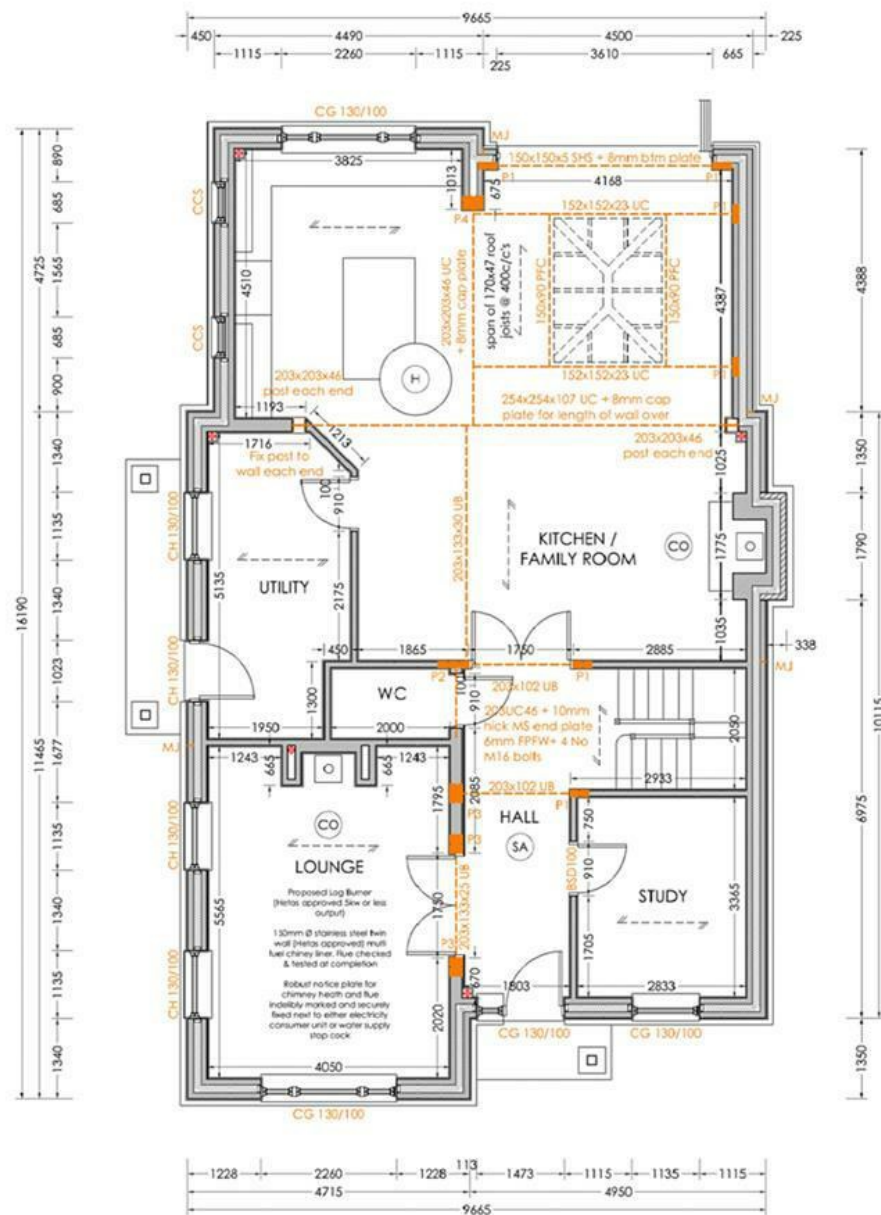 9665
450
4490
4500
225
1115
2260
1115
3610
665
225
CG 130/100
MJ
150x150x5 SHS + 8mm btm plate
P1
P1
3825
1013
675
4168
P4
152x152x23 UC
P1
890
685
1565
685
900
4725
CCS
CCS
4510
203x203x46 UC
+ 8mm cap plate
span of 170x47 roof
joists @ 400c/c's
150x90 PFC
150x90 PFC
4387
4388
H
152x152x23 UC
P1
203x203x46
post each end
254x254x107 UC + 8mm cap
plate for length of wall over
MJ
1193
1213
1716
Fix post to
wall each end
203x203x46
post each end
1025
1340
1135
1340
1023
1677
1135
1340
1135
1340
11465
16190
1350
1790
6975
1350
10115
100
910
CH 130/100
5135
UTILITY
2175
203x133x30 UB
KITCHEN /
FAMILY ROOM
CO
1775
1035
338
MJ
450
1865
1750
2885
CH 130/100
1300
WC
P2
100
910
P1
203x102 UB
203UC46 + 10mm
thick MS end plate
6mm FPFW+ 4 No
M16 bolts
2050
1950
2000
MJ
1243
1243
665
665
1795
2085
203x102 UB
2933
P1
P3
P3
HALL
SA
750
910
BSD100
1705
CO
LOUNGE
CH 130/100
5565
Proposed Log Burner
(Hetas approved 5kw or less
output)
150mm Ø stainless steel twin
wall (Hetas approved) multi
fuel chiney liner. Flue checked
& tested at completion
Robust notice plate for
chimney heath and flue
indelibly marked and securely
fixed next to either electricity
consumer unit or water supply
stop cock
1750
203x133x25 UB
P3
STUDY
3365
CH 130/100
670
1803
2833
2020
CG 130/100
CG 130/100
4050
CG 130/100
1228
2260
1228
113
1473
1115
1135
1115
4715
4950
9665